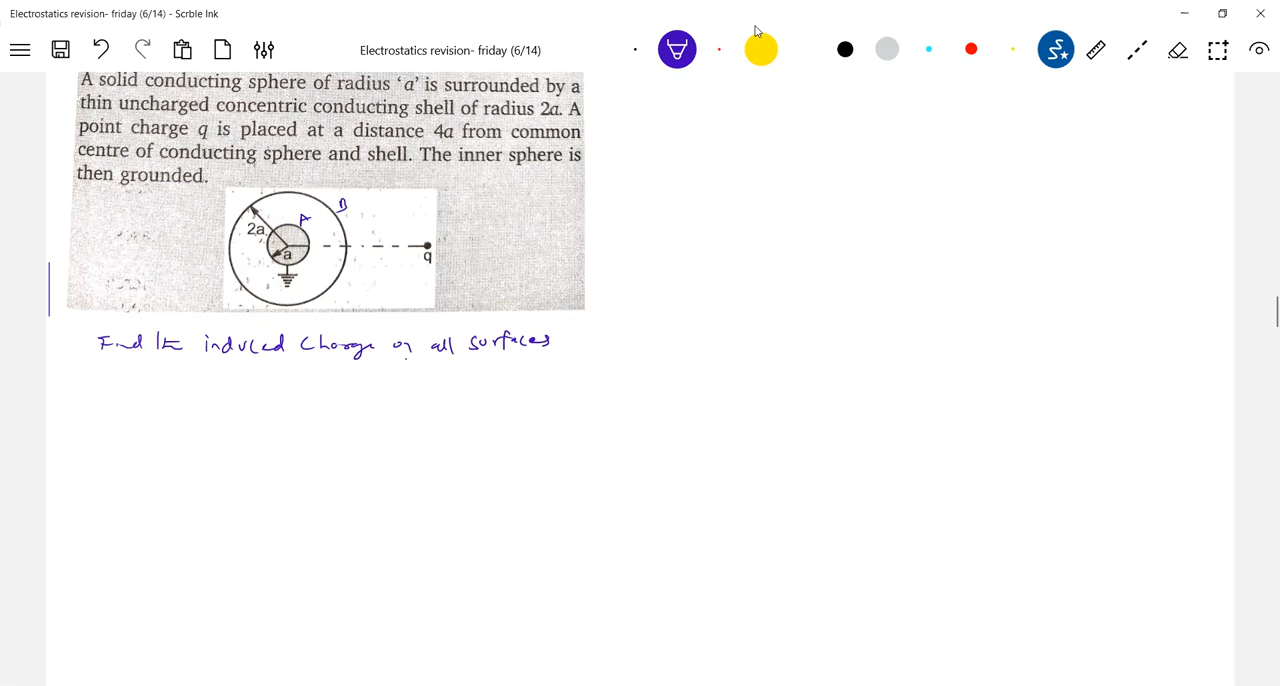 Electrostatics revision- friday (6/14) - Scrble Ink
Electrostatics revision- friday (6/14)
A solid conducting sphere of radius ‘a’ is surrounded by a
thin uncharged concentric conducting shell of radius 2a. A
point charge q is placed at a distance 4a from common
centre of conducting sphere and shell. The inner sphere is
then grounded.
B
A
2a
a
q
Find the induced charge on all surfaces